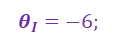 θ_I = −6;